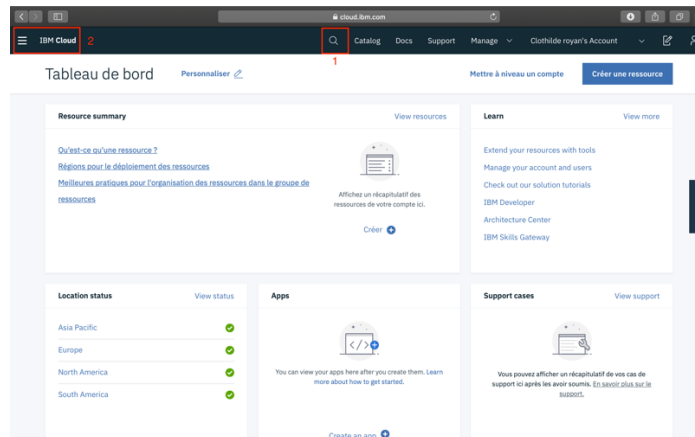 cloud.ibm.com
IBM Cloud 2 Catalog Docs Support Manage Clothilde royan's Account
1
Tableau de bord Personnaliser Mettre à niveau un compte Créer une ressource
Resource summary View resources
Qu'est-ce qu'une ressource ?
Régions pour le déploiement des ressources
Meilleures pratiques pour l'organisation des ressources dans le groupe de
ressources
Affichez un récapitulatif des
ressources de votre compte ici.
Créer
Learn View more
Extend your resources with tools
Manage your account and users
Check out our solution tutorials
IBM Developer
Architecture Center
IBM Skills Gateway
Location status View status
Asia Pacific
Europe
North America
South America
Apps
You can view your apps here after you create them. Learn
more about how to get started.
Create an app
Support cases View support
Vous pouvez afficher un récapitulatif de vos cas de
support ici après les avoir soumis. En savoir plus sur le
support.